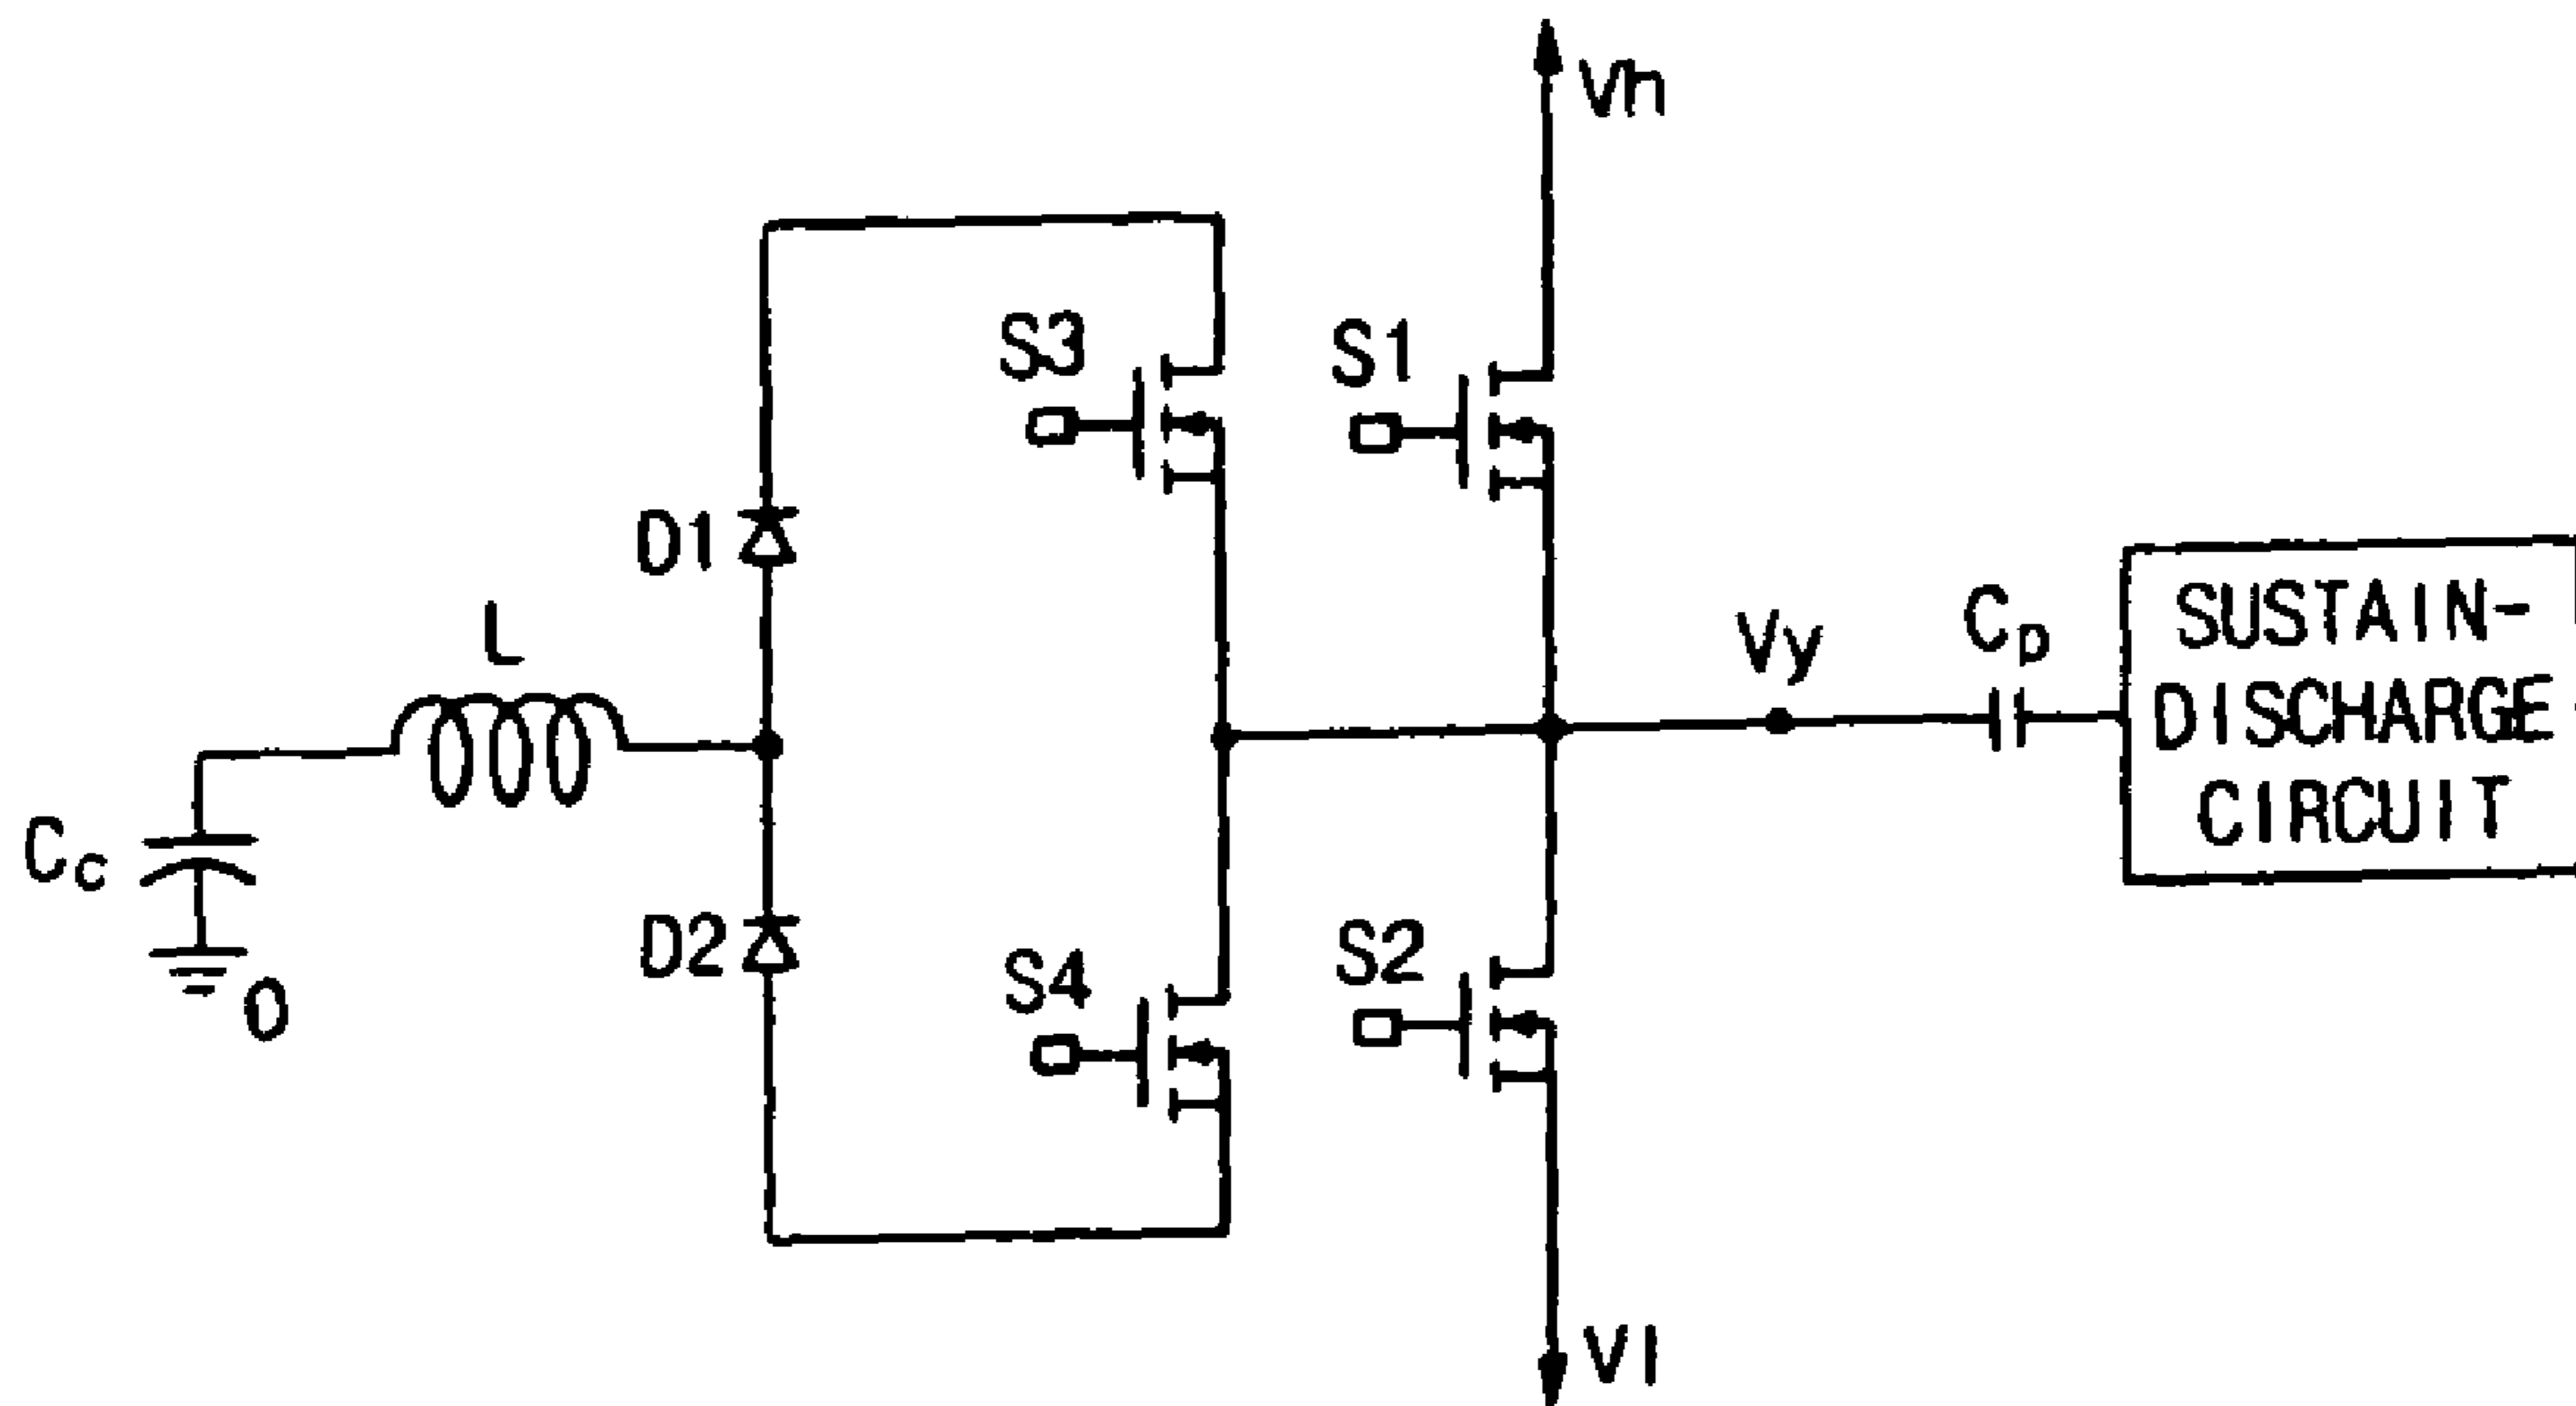 Vh
S3
S1
D1
L
Vy
Cp
SUSTAIN-
DISCHARGE
CIRCUIT
Cc
0
D2
S4
S2
Vl